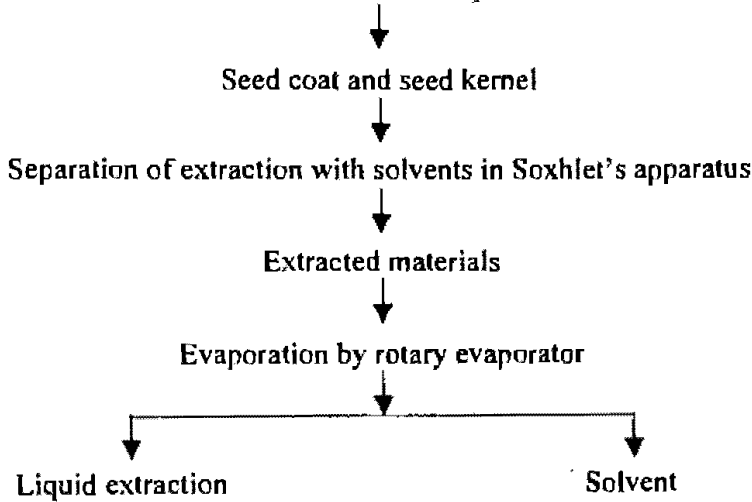 Seed coat and seed kernel
Separation of extraction with solvents in Soxhlet's apparatus
Extracted materials
Evaporation by rotary evaporator
Liquid extraction
Solvent